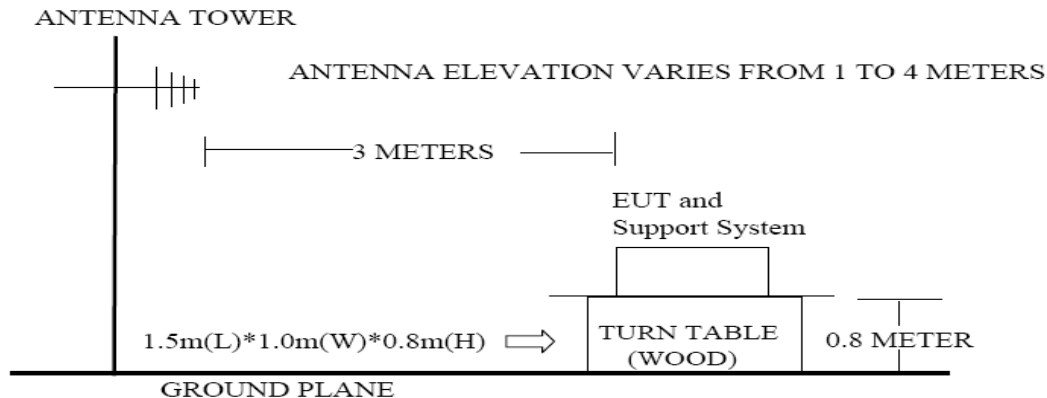 ANTENNA TOWER
ANTENNA ELEVATION VARIES FROM 1 TO 4 METERS
3 METERS
EUT and
Support System
1.5m(L)*1.0m(W)*0.8m(H)
TURN TABLE
(WOOD)
0.8 METER
GROUND PLANE